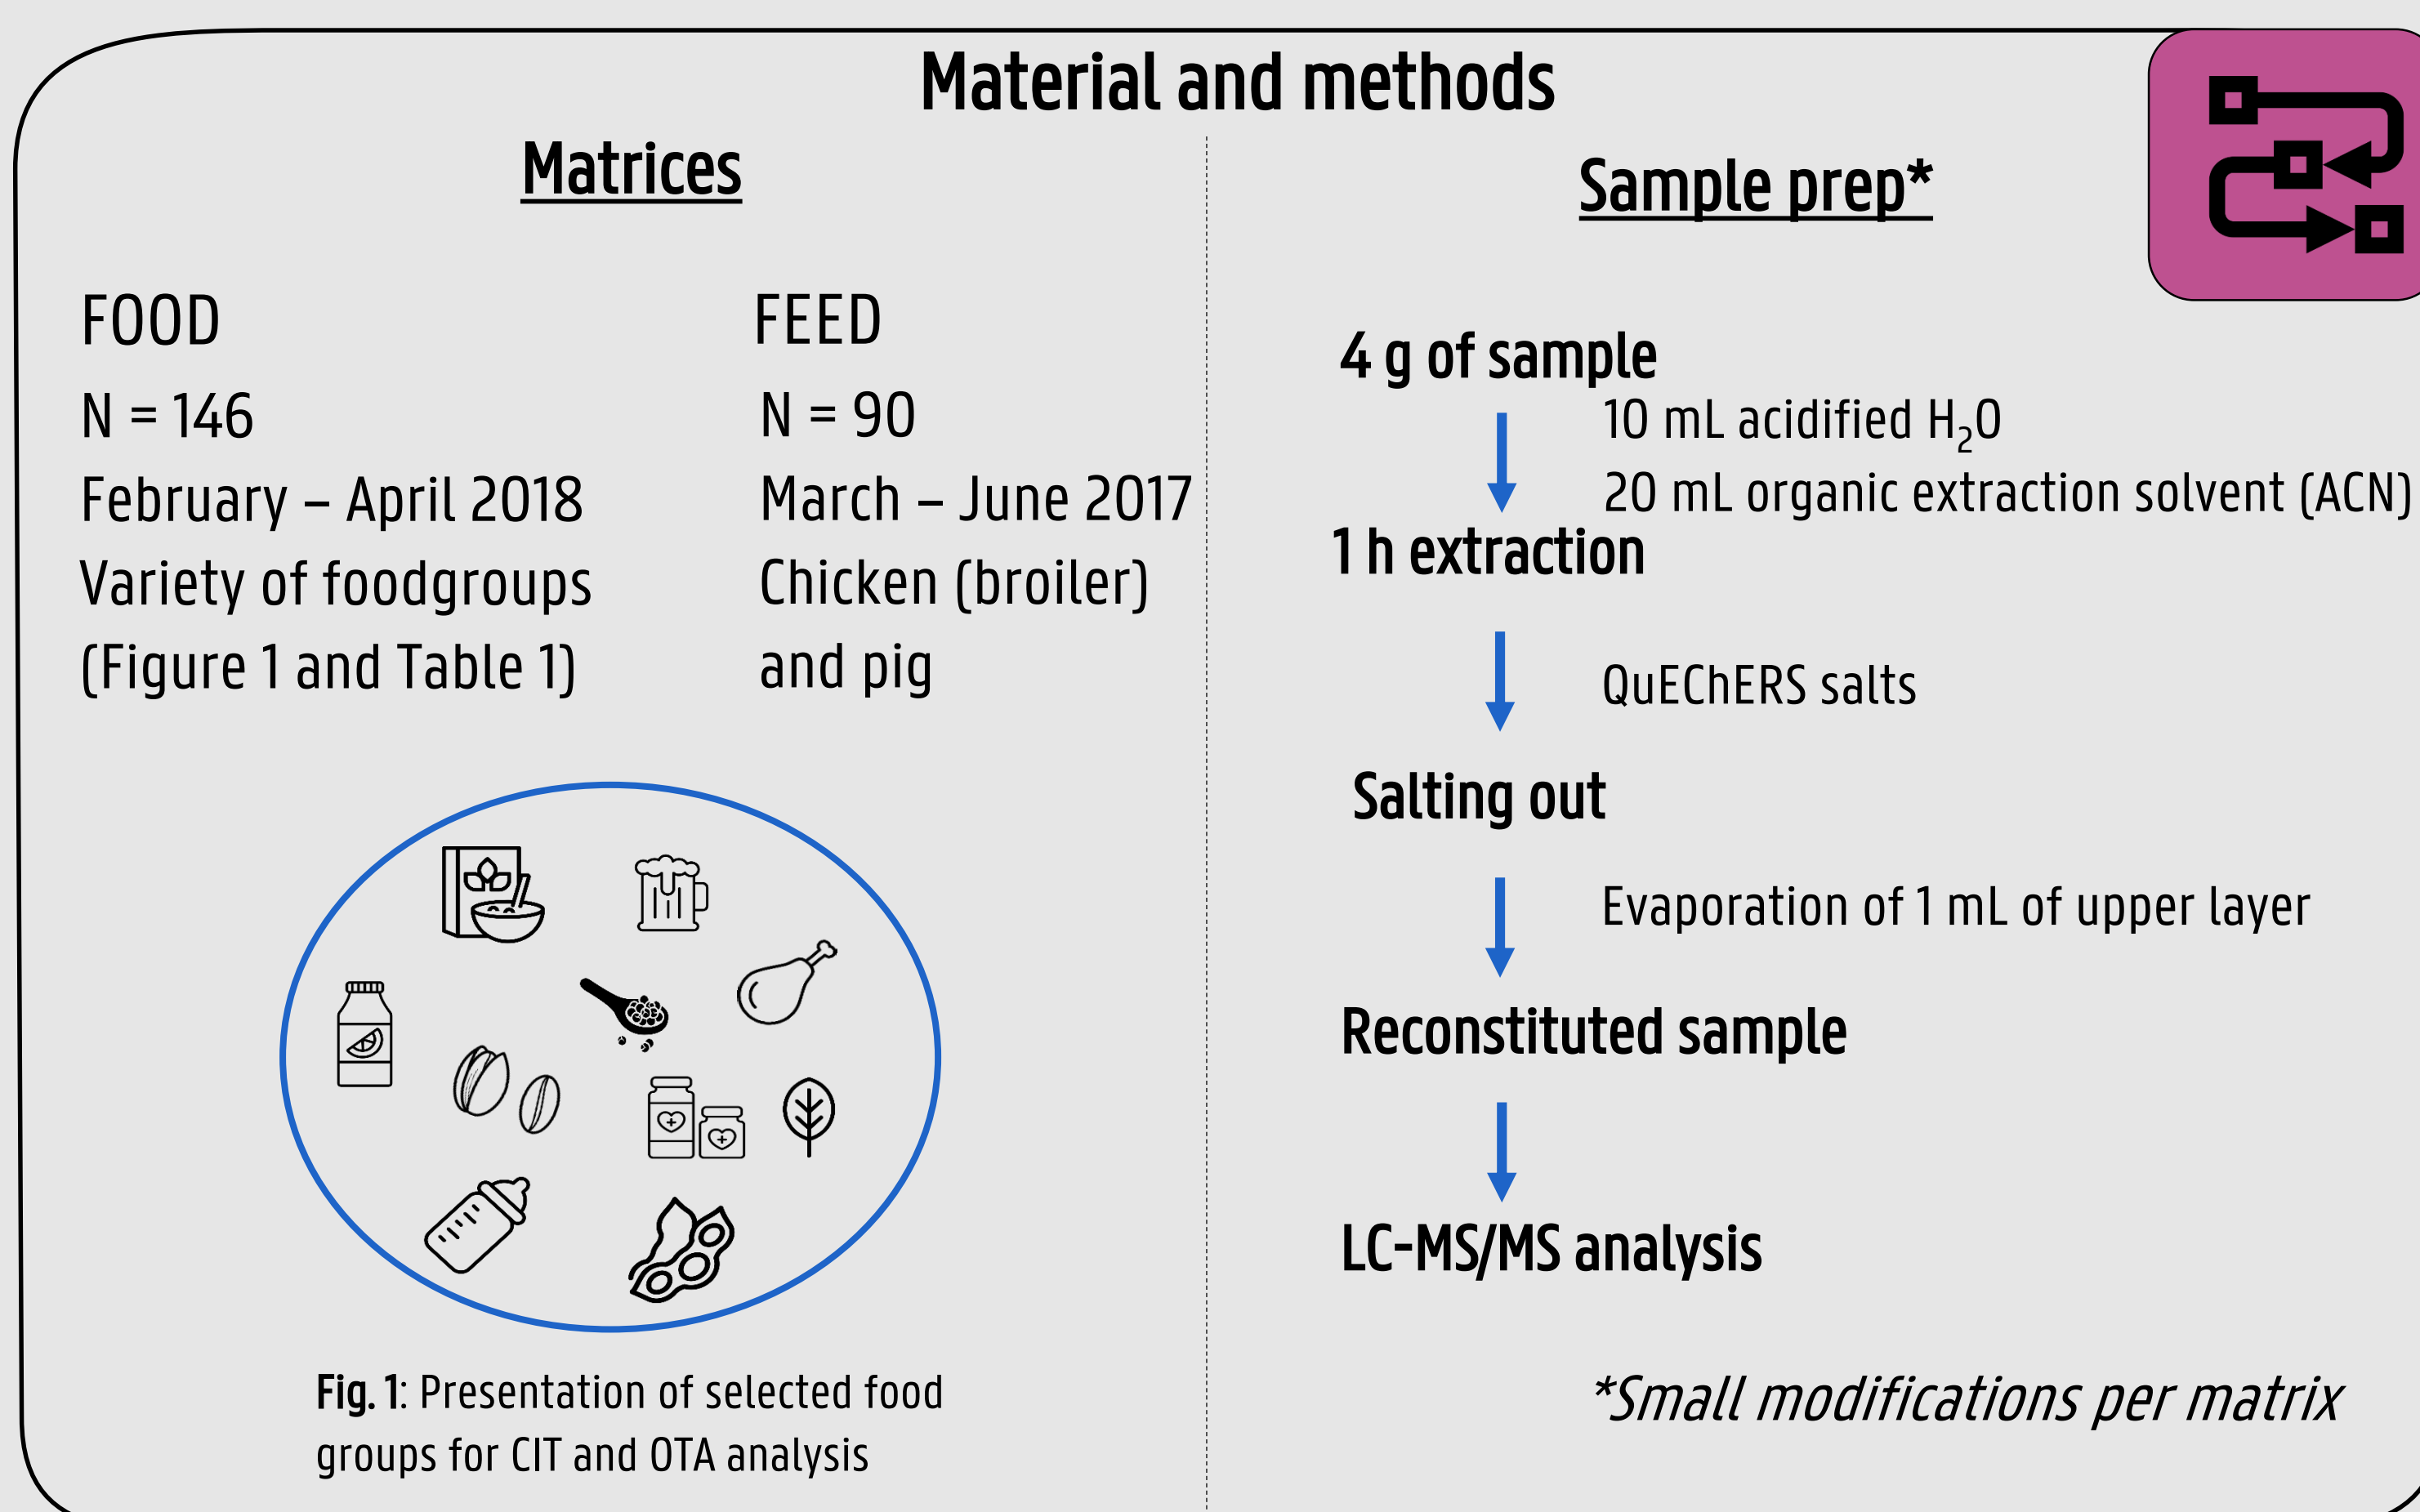 Material and methods
Matrices
FOOD
N = 146
February – April 2018
Variety of foodgroups
(Figure 1 and Table 1)
FEED
N = 90
March – June 2017
Chicken (broiler)
and pig
Fig. 1: Presentation of selected food
groups for CIT and OTA analysis
Sample prep*
4 g of sample
10 mL acidified H₂O
20 mL organic extraction solvent (ACN)
1 h extraction
QuEChERS salts
Salting out
Evaporation of 1 mL of upper layer
Reconstituted sample
LC-MS/MS analysis
*Small modifications per matrix